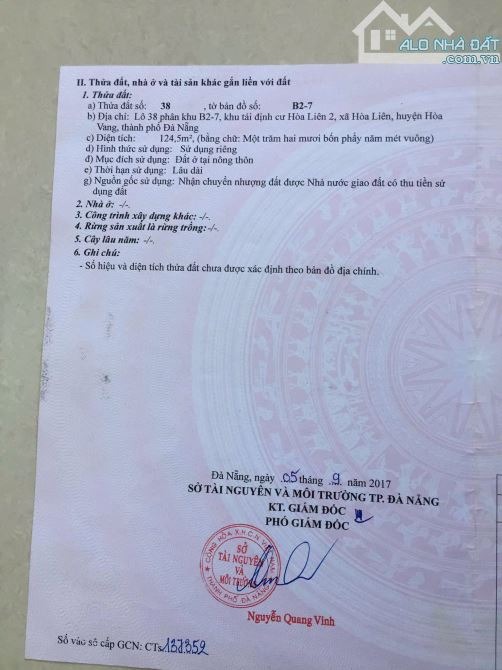 ALO NHÀ ĐẤT
.com.vn
II. Thửa đất, nhà ở và tài sản khác gắn liền với đất
1. Thửa đất:
a) Thửa đất số: 38 , tờ bản đồ số: B2-7
b) Địa chỉ: Lô 38 phân khu B2-7, khu tái định cư Hòa Liên 2, xã Hòa Liên, huyện Hòa
Vang, thành phố Đà Nẵng
c) Diện tích: 124,5m², (bằng chữ: Một trăm hai mươi bốn phẩy năm mét vuông)
d) Hình thức sử dụng: Sử dụng riêng
đ) Mục đích sử dụng: Đất ở tại nông thôn
e) Thời hạn sử dụng: Lâu dài
g) Nguồn gốc sử dụng: Nhận chuyển nhượng đất được Nhà nước giao đất có thu tiền sử
dụng đất
2. Nhà ở: -/-.
3. Công trình xây dựng khác: -/-.
4. Rừng sản xuất là rừng trồng: -/-.
5. Cây lâu năm: -/-.
6. Ghi chú:
- Số hiệu và diện tích thửa đất chưa được xác định theo bản đồ địa chính.
Đà Nẵng, ngày 05 tháng 9 năm 2017
SỞ TÀI NGUYÊN VÀ MÔI TRƯỜNG TP. ĐÀ NẴNG
KT. GIÁM ĐỐC
PHÓ GIÁM ĐỐC
CỘNG HÒA X.H.C.N VIỆT NAM
SỞ
TÀI NGUYÊN
VÀ
MÔI TRƯỜNG
THÀNH PHỐ ĐÀ NẴNG
Nguyễn Quang Vinh
Số vào sổ cấp GCN: CTs 137352